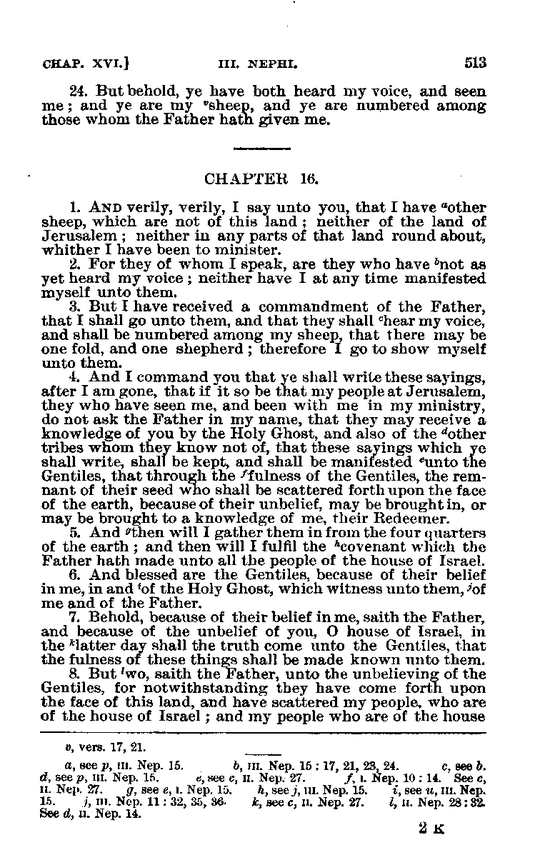 CHAP. XVI.} III. NEPHI. 513
24. But behold, ye have both heard my voice, and seen
me; and ye are my ᵛsheep, and ye are numbered among
those whom the Father hath given me.
CHAPTER 16.
1. AND verily, verily, I say unto you, that I have ᵃother
sheep, which are not of this land; neither of the land of
Jerusalem; neither in any parts of that land round about,
whither I have been to minister.
2. For they of whom I speak, are they who have ᵇnot as
yet heard my voice; neither have I at any time manifested
myself unto them.
3. But I have received a commandment of the Father,
that I shall go unto them, and that they shall ᶜhear my voice,
and shall be numbered among my sheep, that there may be
one fold, and one shepherd; therefore I go to show myself
unto them.
4. And I command you that ye shall write these sayings,
after I am gone, that if it so be that my people at Jerusalem,
they who have seen me, and been with me in my ministry,
do not ask the Father in my name, that they may receive a
knowledge of you by the Holy Ghost, and also of the ᵈother
tribes whom they know not of, that these sayings which ye
shall write, shall be kept, and shall be manifested ᵉunto the
Gentiles, that through the ᶠfulness of the Gentiles, the rem-
nant of their seed who shall be scattered forth upon the face
of the earth, because of their unbelief, may be brought in, or
may be brought to a knowledge of me, their Redeemer.
5. And ᵍthen will I gather them in from the four quarters
of the earth; and then will I fulfil the ʰcovenant which the
Father hath made unto all the people of the house of Israel.
6. And blessed are the Gentiles, because of their belief
in me, in and ⁱof the Holy Ghost, which witness unto them, ʲof
me and of the Father.
7. Behold, because of their belief in me, saith the Father,
and because of the unbelief of you, O house of Israel, in
the ᵏlatter day shall the truth come unto the Gentiles, that
the fulness of these things shall be made known unto them.
8. But ˡwo, saith the Father, unto the unbelieving of the
Gentiles, for notwithstanding they have come forth upon
the face of this land, and have scattered my people, who are
of the house of Israel; and my people who are of the house
v, vers. 17, 21.
a, see p, III. Nep. 15. b, III. Nep. 15 : 17, 21, 23, 24. c, see b.
d, see p, III. Nep. 15. e, see c, II. Nep. 27. f, I. Nep. 10 : 14. See c,
II. Nep. 27. g, see e, I. Nep. 15. h, see j, III. Nep. 15. i, see u, III. Nep.
15. j, III. Nep. 11 : 32, 35, 36. k, see c, II. Nep. 27. l, II. Nep. 28 : 32.
See d, II. Nep. 14.
2 K